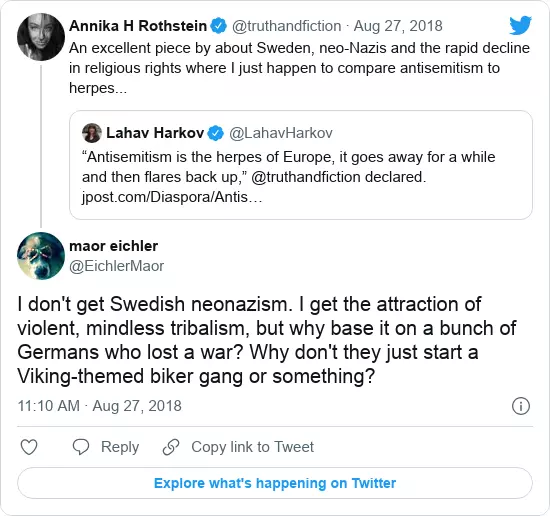 Annika H Rothstein @truthandfiction · Aug 27, 2018
An excellent piece by about Sweden, neo-Nazis and the rapid decline
in religious rights where I just happen to compare antisemitism to
herpes...
Lahav Harkov @LahavHarkov
“Antisemitism is the herpes of Europe, it goes away for a while
and then flares back up,” @truthandfiction declared.
jpost.com/Diaspora/Antis…
maor eichler
@EichlerMaor
I don't get Swedish neonazism. I get the attraction of
violent, mindless tribalism, but why base it on a bunch of
Germans who lost a war? Why don't they just start a
Viking-themed biker gang or something?
11:10 AM · Aug 27, 2018
Reply Copy link to Tweet
Explore what's happening on Twitter